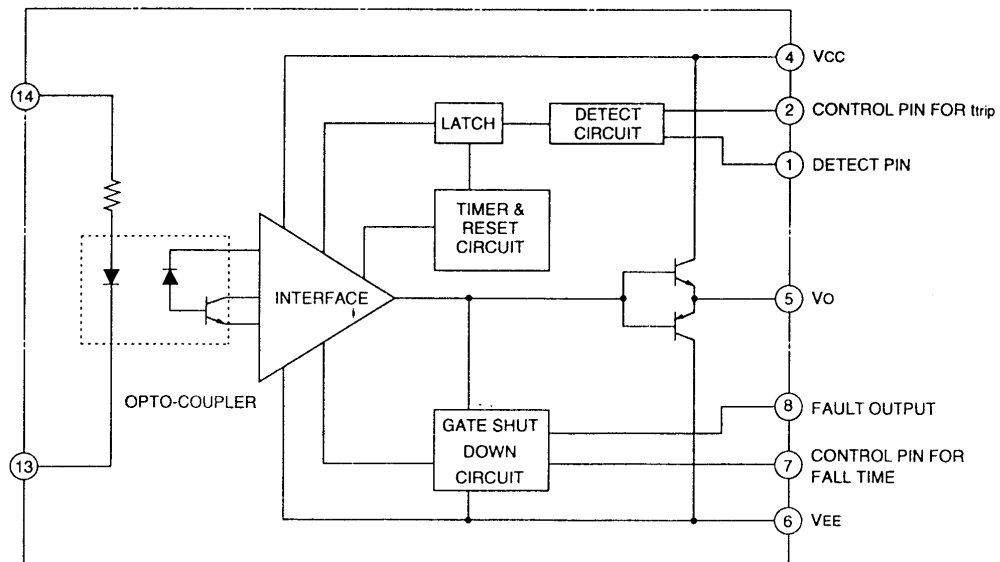 4 VCC
14
2 CONTROL PIN FOR ttrip
LATCH
DETECT
CIRCUIT
1 DETECT PIN
TIMER &
RESET
CIRCUIT
INTERFACE
5 VO
OPTO-COUPLER
8 FAULT OUTPUT
GATE SHUT
DOWN
CIRCUIT
13
7 CONTROL PIN FOR
FALL TIME
6 VEE